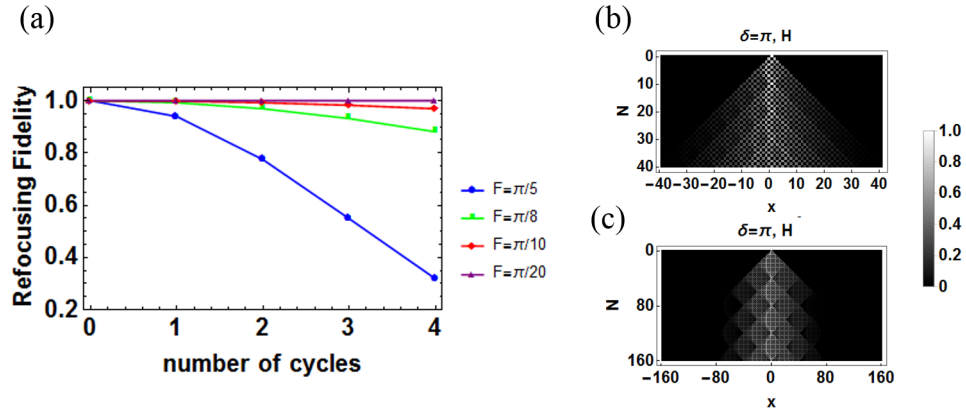 (a)
Refocusing Fidelity
1.0
0.8
0.6
0.4
0.2
0 1 2 3 4
number of cycles
F=π/5
F=π/8
F=π/10
F=π/20
(b)
δ=π, H
N
0
10
20
30
40
−40 −30 −20 −10 0 10 20 30 40
x
(c)
δ=π, H
N
0
80
160
−160 −80 0 80 160
x
1.0
0.8
0.6
0.4
0.2
0